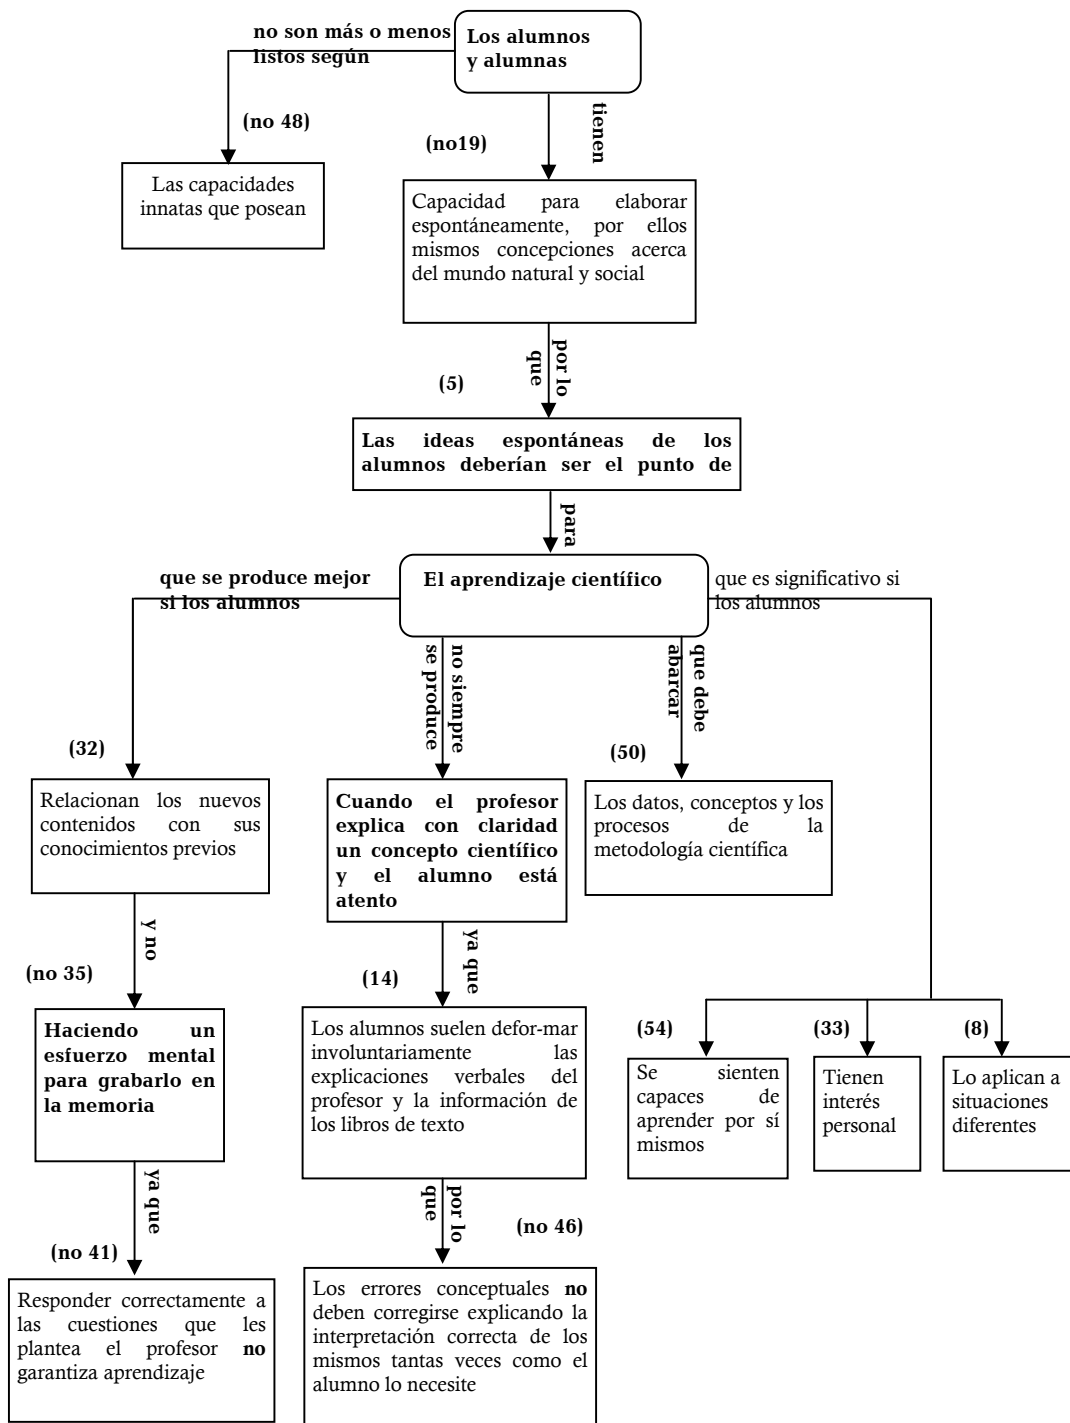 no son más o menos
listos según
Los alumnos
y alumnas
(no 48)
(no19)
tienen
Las capacidades
innatas que posean
Capacidad para elaborar
espontáneamente, por ellos
mismos concepciones acerca
del mundo natural y social
(5)
por lo
que
Las ideas espontáneas de los
alumnos deberían ser el punto de
para
que se produce mejor
si los alumnos
El aprendizaje científico
que es significativo si
los alumnos
no siempre
se produce
que debe
abarcar
(32)
(50)
Relacionan los nuevos
contenidos con sus
conocimientos previos
Cuando el profesor
explica con claridad
un concepto científico
y el alumno está
atento
Los datos, conceptos y los
procesos de la
metodología científica
y no
ya que
(no 35)
(14)
Haciendo un
esfuerzo mental
para grabarlo en
la memoria
Los alumnos suelen defor-mar
involuntariamente las
explicaciones verbales del
profesor y la información de
los libros de texto
(54)
(33)
(8)
Se sienten
capaces de
aprender por sí
mismos
Tienen
interés
personal
Lo aplican a
situaciones
diferentes
ya que
por lo
que
(no 41)
(no 46)
Responder correctamente a
las cuestiones que les
plantea el profesor no
garantiza aprendizaje
Los errores conceptuales no
deben corregirse explicando la
interpretación correcta de los
mismos tantas veces como el
alumno lo necesite